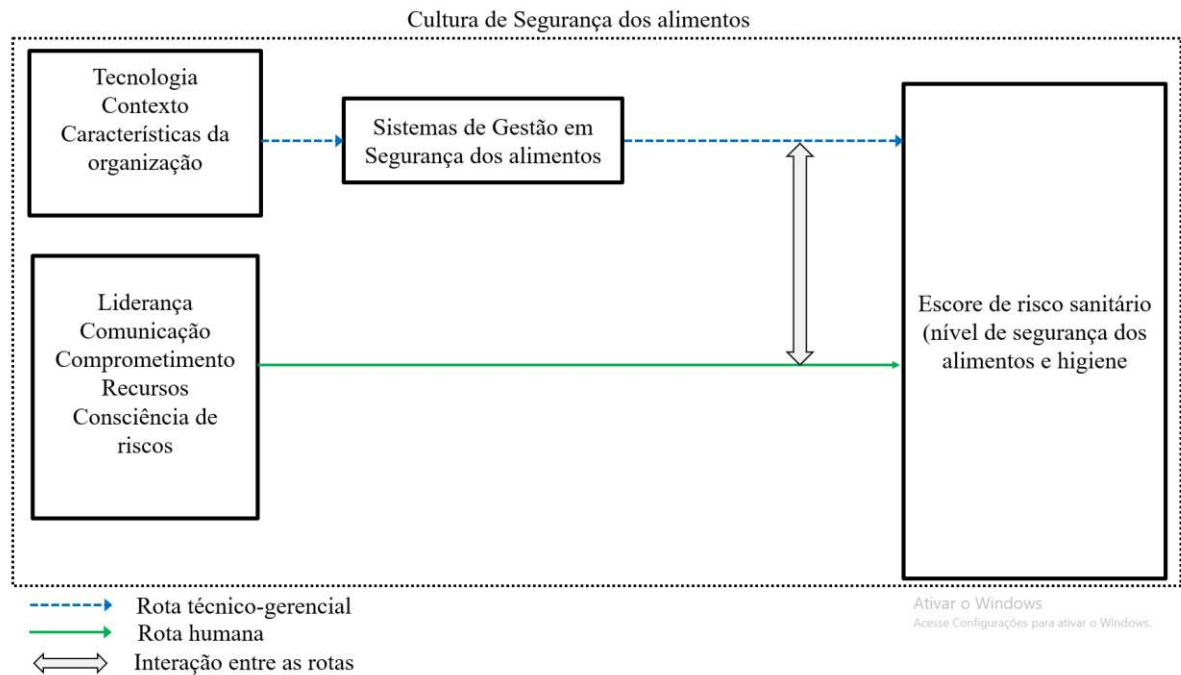 Cultura de Segurança dos alimentos
Tecnologia
Contexto
Características da
organização
Sistemas de Gestão em
Segurança dos alimentos
Liderança
Comunicação
Comprometimento
Recursos
Consciência de
riscos
Escore de risco sanitário
(nível de segurança dos
alimentos e higiene
Rota técnico-gerencial
Rota humana
Interação entre as rotas
Ativar o Windows
Acesse Configurações para ativar o Windows.